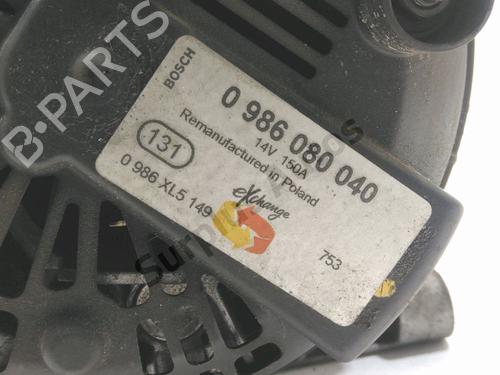 B-PARTS
BOSCH
0 986 080 040
14V 150A
Remanufactured in Poland
131
0 986 XL5 149
eXchange
753